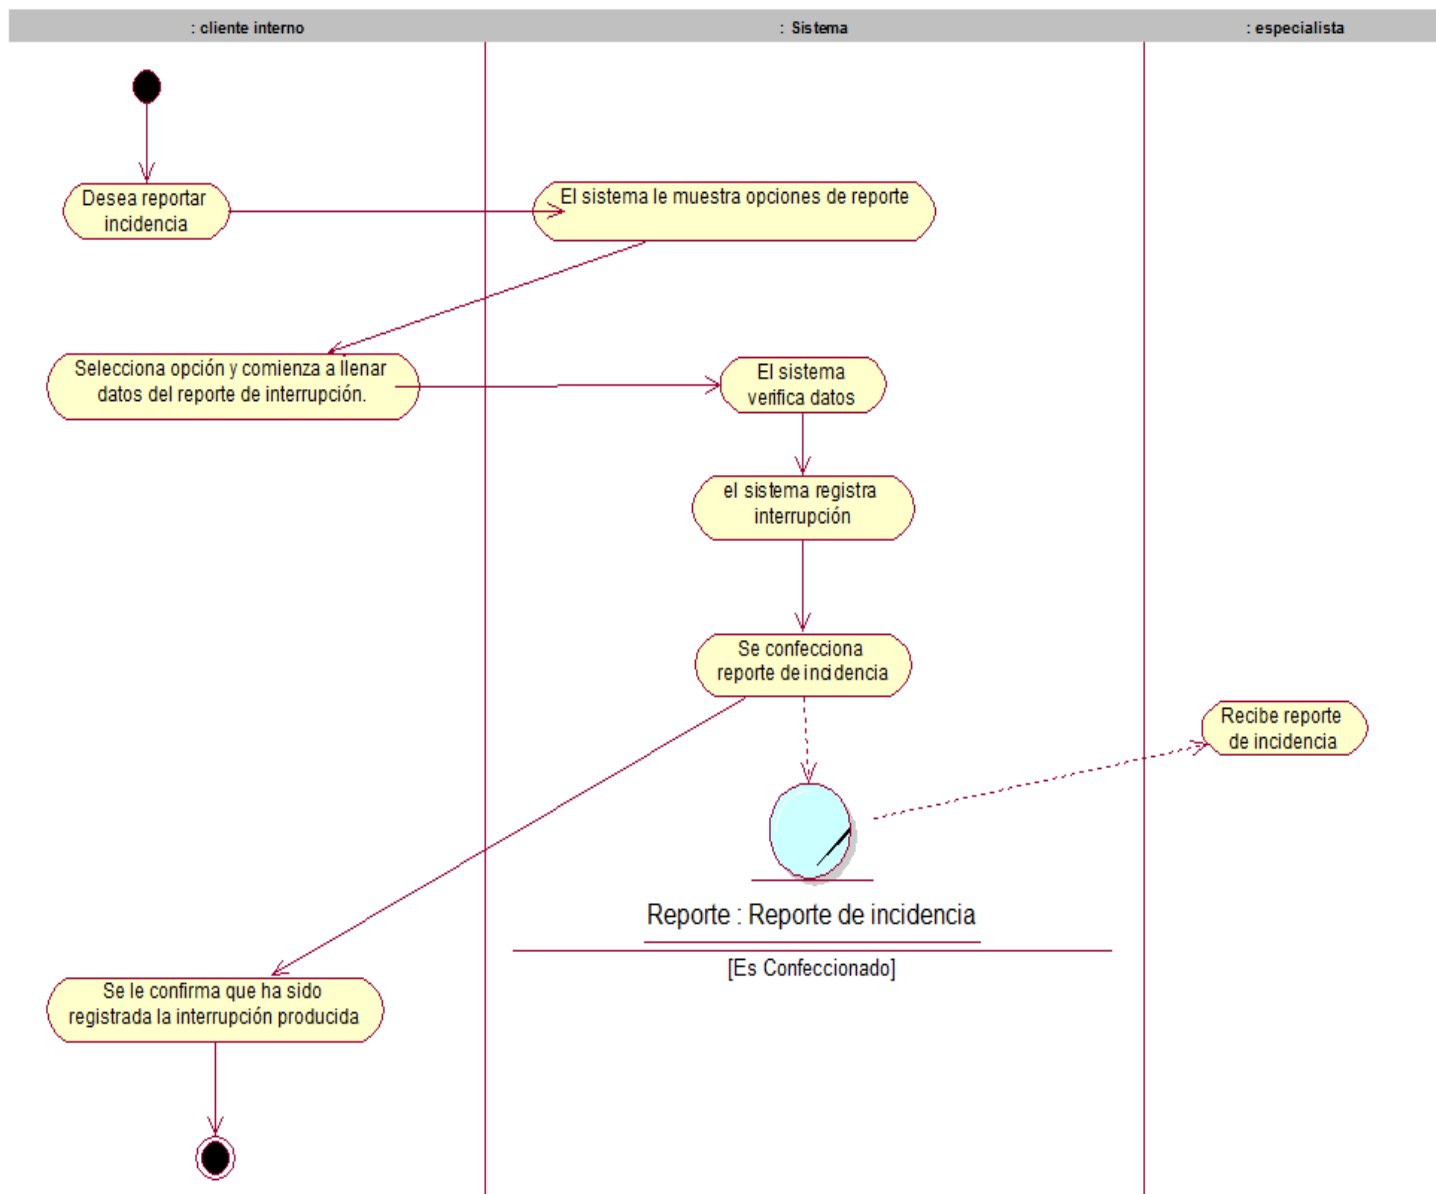 : cliente interno
: Sistema
: especialista
Desea reportar
incidencia
El sistema le muestra opciones de reporte
Selecciona opción y comienza a llenar
datos del reporte de interrupción.
El sistema
verifica datos
el sistema registra
interrupción
Se confecciona
reporte de incidencia
Recibe reporte
de incidencia
Reporte : Reporte de incidencia
[Es Confeccionado]
Se le confirma que ha sido
registrada la interrupción producida